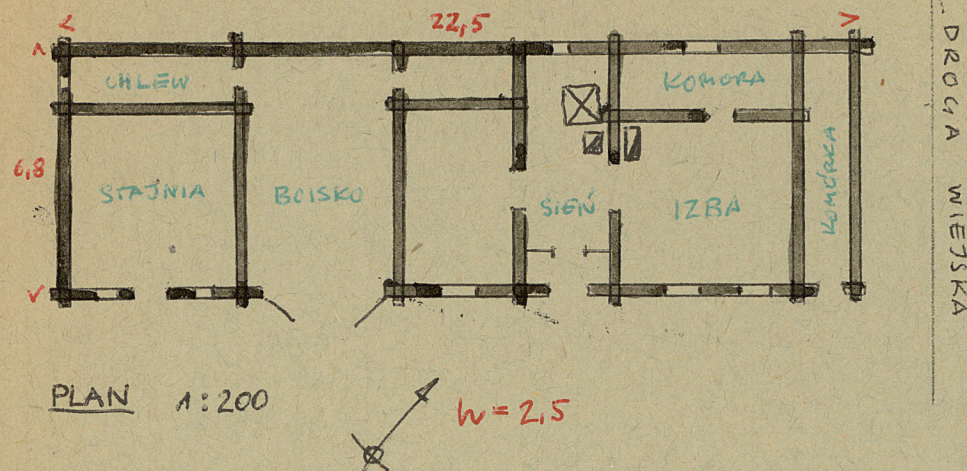 22,5
CHLEW
KOMORA
6,8
STAJNIA
BOISKO
SIEŃ
IZBA
KOMÓRKA
DROGA WIEJSKA
PLAN 1:200
h = 2,5